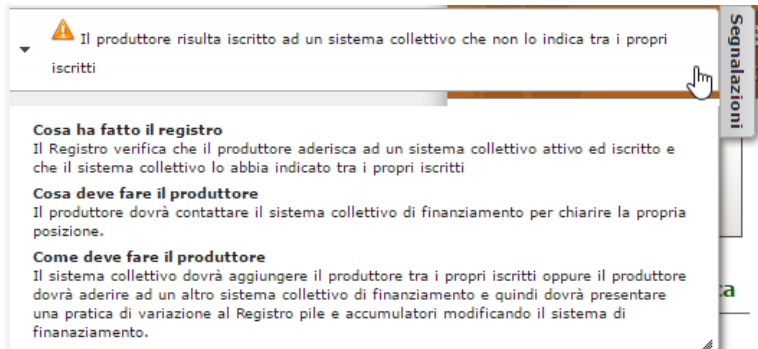 Il produttore risulta iscritto ad un sistema collettivo che non lo indica tra i propri
iscritti
Segnalazioni
Cosa ha fatto il registro
Il Registro verifica che il produttore aderisca ad un sistema collettivo attivo ed iscritto e
che il sistema collettivo lo abbia indicato tra i propri iscritti
Cosa deve fare il produttore
Il produttore dovrà contattare il sistema collettivo di finanziamento per chiarire la propria
posizione.
Come deve fare il produttore
Il sistema collettivo dovrà aggiungere il produttore tra i propri iscritti oppure il produttore
dovrà aderire ad un altro sistema collettivo di finanziamento e quindi dovrà presentare
una pratica di variazione al Registro pile e accumulatori modificando il sistema di
finanaziamento.